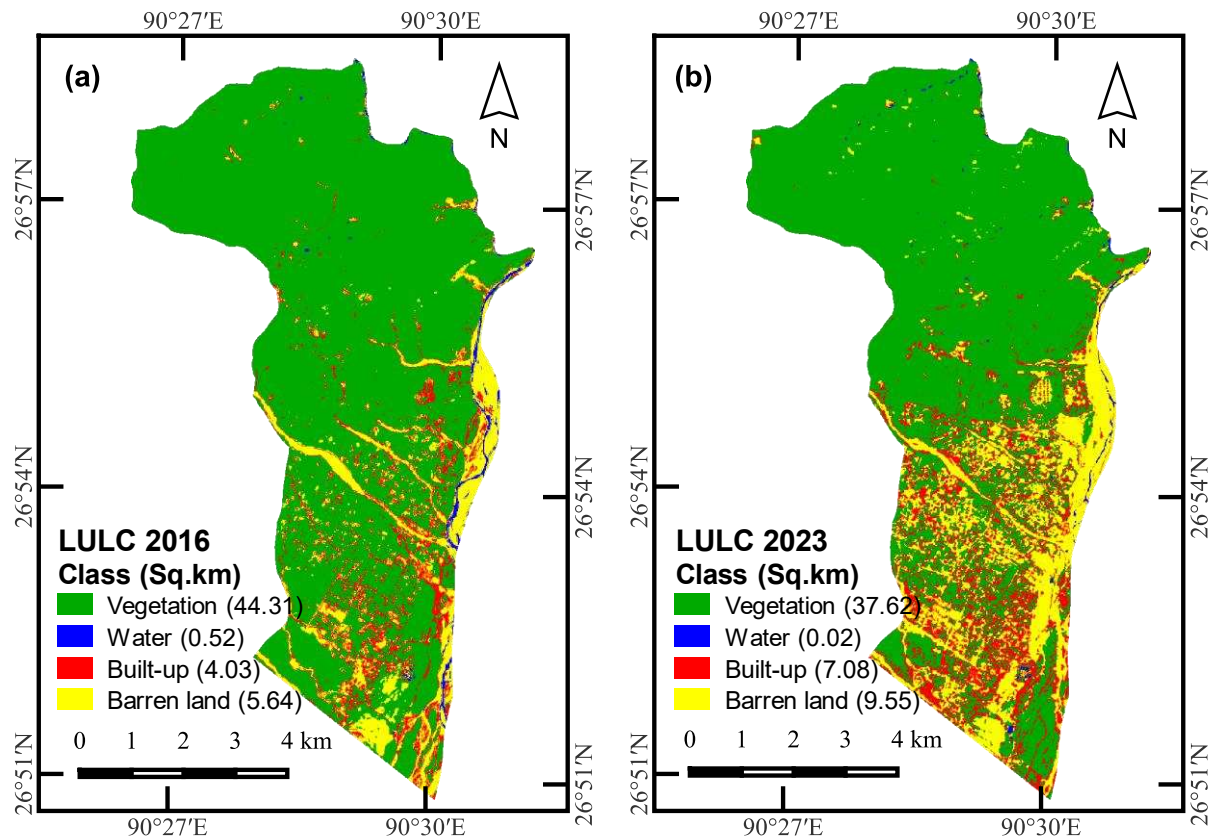 90°27'E 90°30'E
(a)
N
26°57'N
26°57'N
26°54'N
26°54'N
LULC 2016
Class (Sq.km)
Vegetation (44.31)
Water (0.52)
Built-up (4.03)
Barren land (5.64)
0 1 2 3 4 km
26°51'N
26°51'N
90°27'E 90°30'E
90°27'E 90°30'E
(b)
N
26°57'N
26°57'N
26°54'N
26°54'N
LULC 2023
Class (Sq.km)
Vegetation (37.62)
Water (0.02)
Built-up (7.08)
Barren land (9.55)
0 1 2 3 4 km
26°51'N
26°51'N
90°27'E 90°30'E